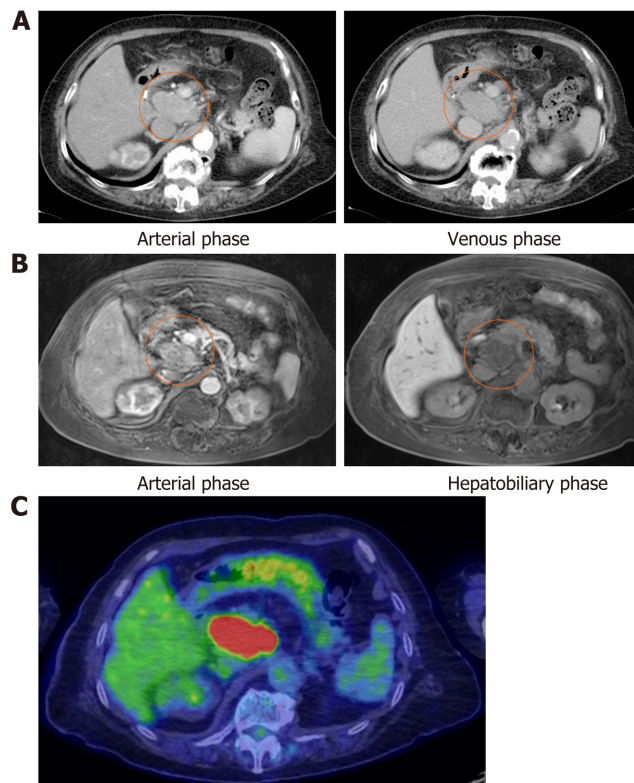 A
Arterial phase
Venous phase
B
Arterial phase
Hepatobiliary phase
C